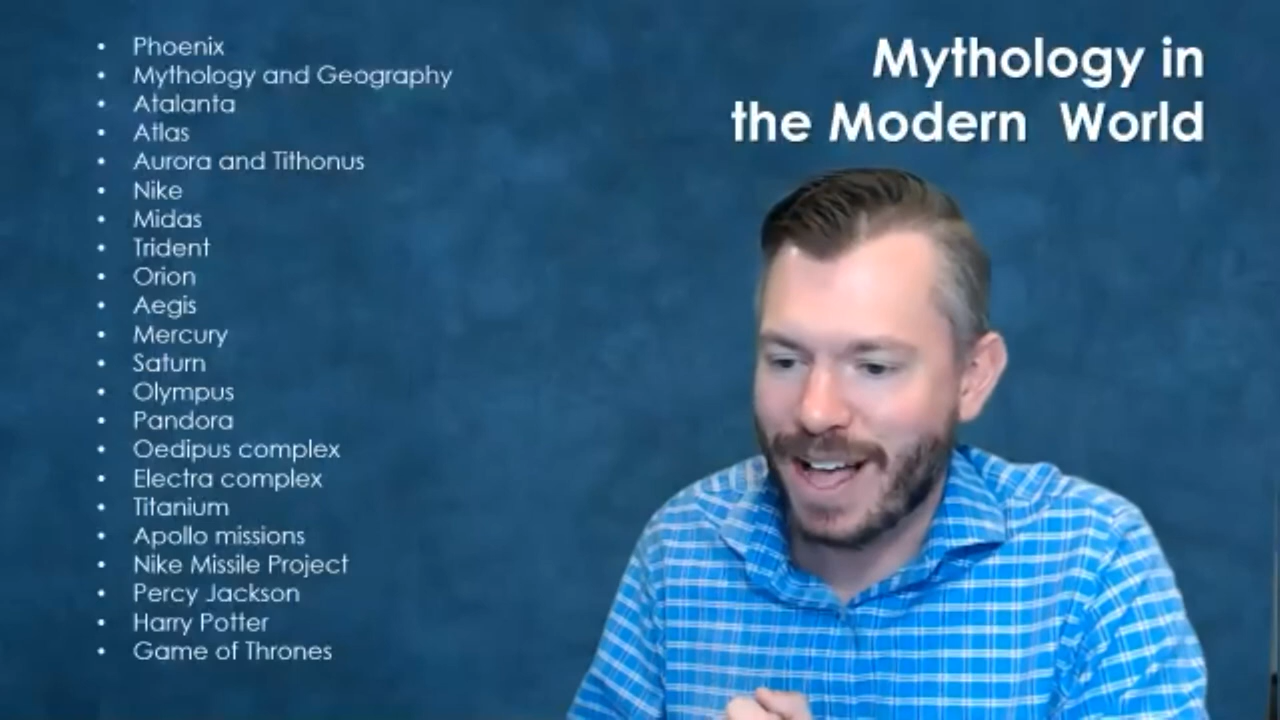 Mythology in
the Modern World
• Phoenix
• Mythology and Geography
• Atalanta
• Atlas
• Aurora and Tithonus
• Nike
• Midas
• Trident
• Orion
• Aegis
• Mercury
• Saturn
• Olympus
• Pandora
• Oedipus complex
• Electra complex
• Titanium
• Apollo missions
• Nike Missile Project
• Percy Jackson
• Harry Potter
• Game of Thrones